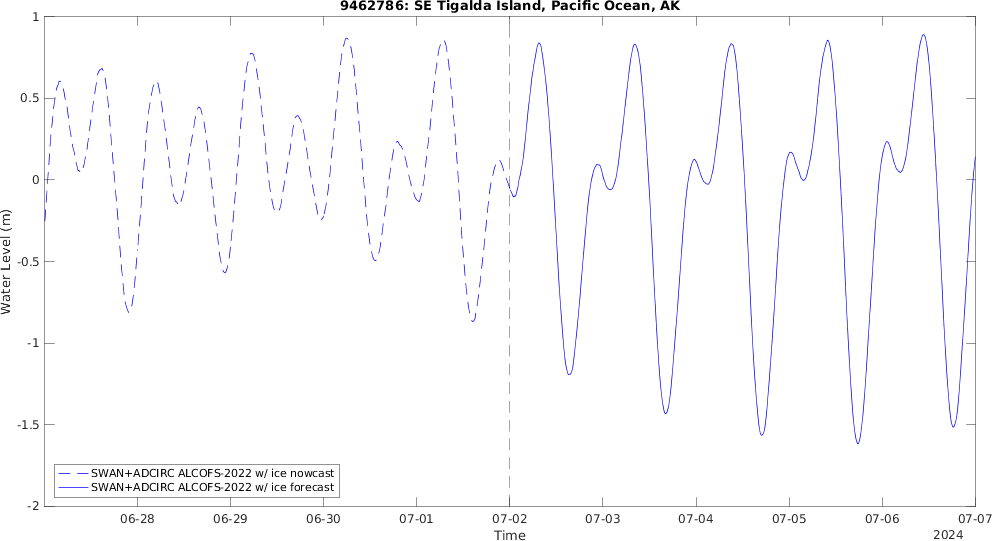 9462786: SE Tigalda Island, Pacific Ocean, AK
1
0.5
0
-0.5
-1
-1.5
-2
Water Level (m)
SWAN+ADCIRC ALCOFS-2022 w/ ice nowcast
SWAN+ADCIRC ALCOFS-2022 w/ ice forecast
06-28 06-29 06-30 07-01 07-02 07-03 07-04 07-05 07-06 07-07
Time
2024